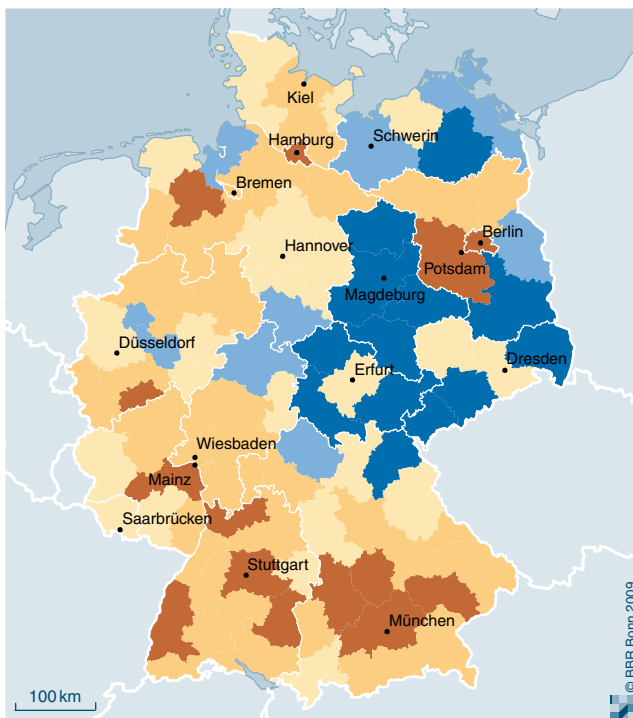 Kiel
Hamburg
Schwerin
Bremen
Berlin
Hannover
Potsdam
Magdeburg
Düsseldorf
Erfurt
Dresden
Wiesbaden
Mainz
Saarbrücken
Stuttgart
München
100 km
© BBR Bonn 2009